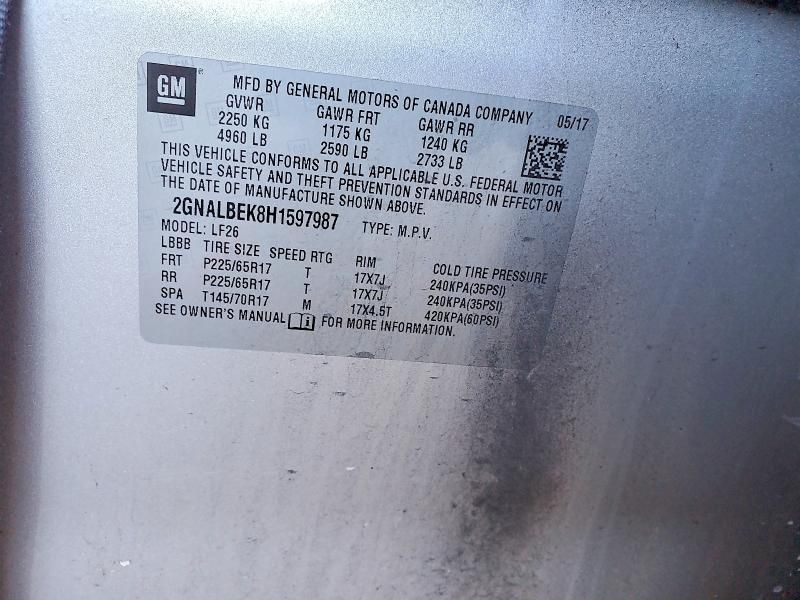 GM
MFD BY GENERAL MOTORS OF CANADA COMPANY 05/17
GVWR GAWR FRT GAWR RR
2250 KG 1175 KG 1240 KG
4960 LB 2590 LB 2733 LB
THIS VEHICLE CONFORMS TO ALL APPLICABLE U.S. FEDERAL MOTOR
VEHICLE SAFETY AND THEFT PREVENTION STANDARDS IN EFFECT ON
THE DATE OF MANUFACTURE SHOWN ABOVE.
2GNALBEK8H1597987 TYPE: M.P.V.
MODEL: LF26
LBBB TIRE SIZE SPEED RTG RIM COLD TIRE PRESSURE
FRT P225/65R17 T 17X7J 240KPA(35PSI)
RR P225/65R17 T 17X7J 240KPA(35PSI)
SPA T145/70R17 M 17X4.5T 420KPA(60PSI)
SEE OWNER'S MANUAL FOR MORE INFORMATION.